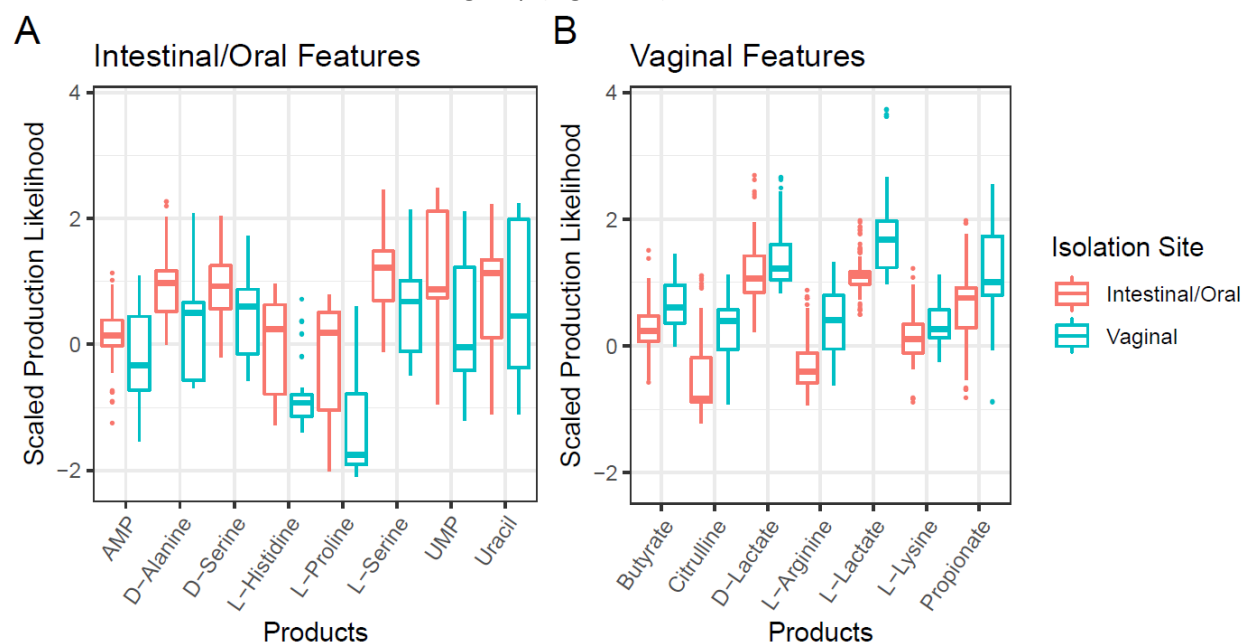 A
Intestinal/Oral Features
Scaled Production Likelihood
4
2
0
−2
AMP
D−Alanine
D−Serine
L−Histidine
L−Proline
L−Serine
UMP
Uracil
Products
B
Vaginal Features
Scaled Production Likelihood
4
2
0
−2
Butyrate
Citrulline
D−Lactate
L−Arginine
L−Lactate
L−Lysine
Propionate
Products
Isolation Site
Intestinal/Oral
Vaginal